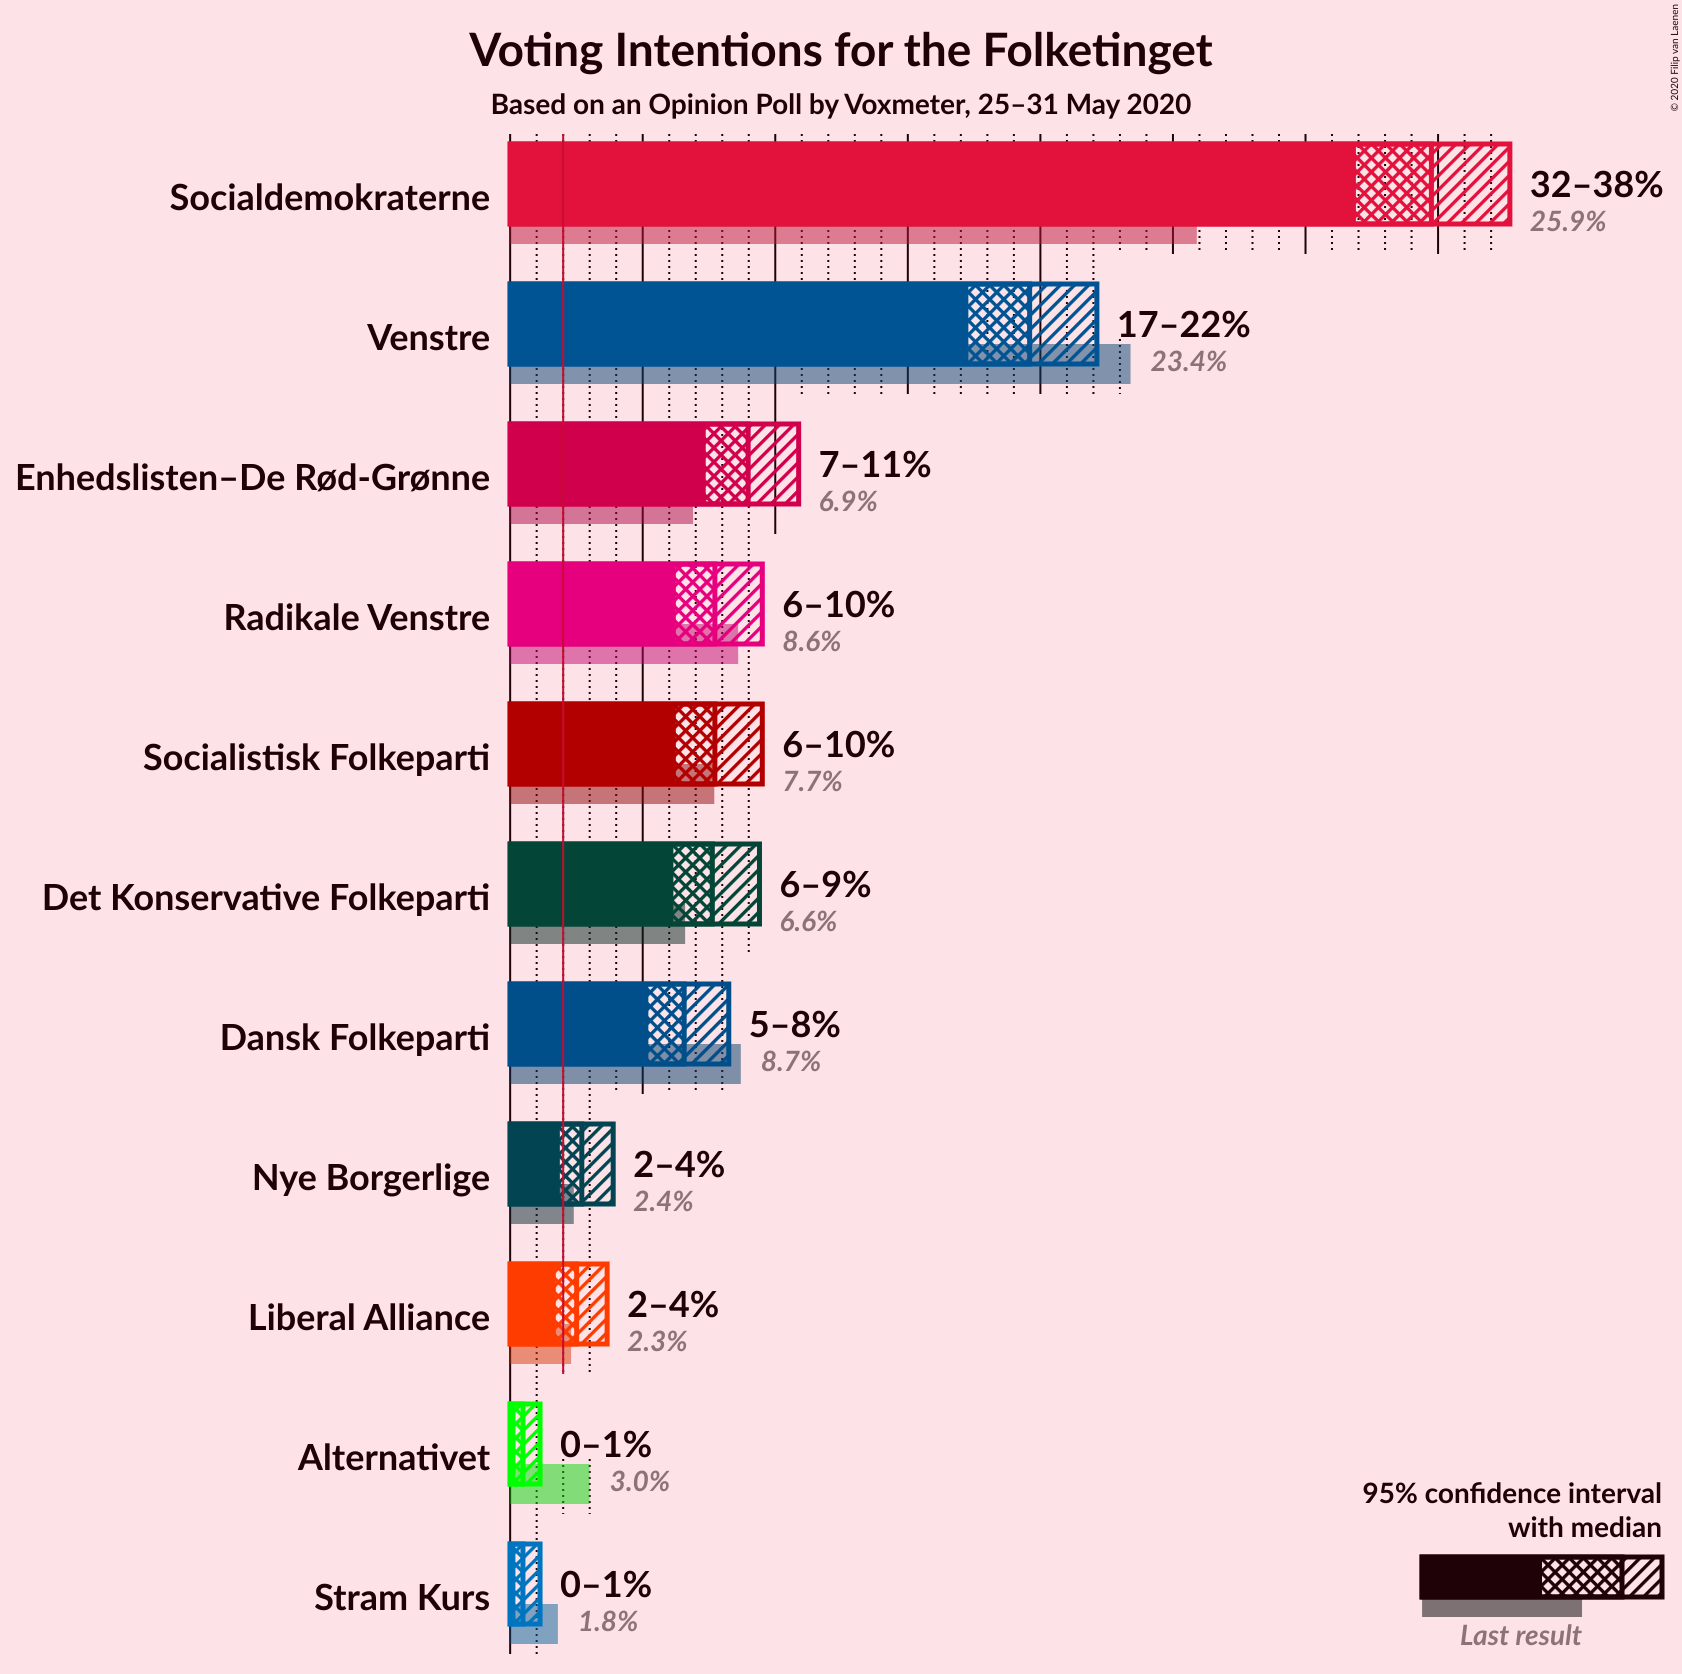 Voting Intentions for the Folketinget
Based on an Opinion Poll by Voxmeter, 25–31 May 2020
© 2020 Filip van Laenen
Socialdemokraterne
32–38%
25.9%
Venstre
17–22%
23.4%
Enhedslisten–De Rød-Grønne
7–11%
6.9%
Radikale Venstre
6–10%
8.6%
Socialistisk Folkeparti
6–10%
7.7%
Det Konservative Folkeparti
6–9%
6.6%
Dansk Folkeparti
5–8%
8.7%
Nye Borgerlige
2–4%
2.4%
Liberal Alliance
2–4%
2.3%
Alternativet
0–1%
3.0%
Stram Kurs
0–1%
1.8%
95% confidence interval
with median
Last result